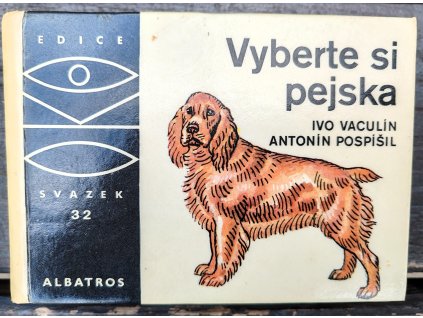 EDICE
SVAZEK
32
ALBATROS
Vyberte si
pejska
IVO VACULÍN
ANTONÍN POSPÍŠIL